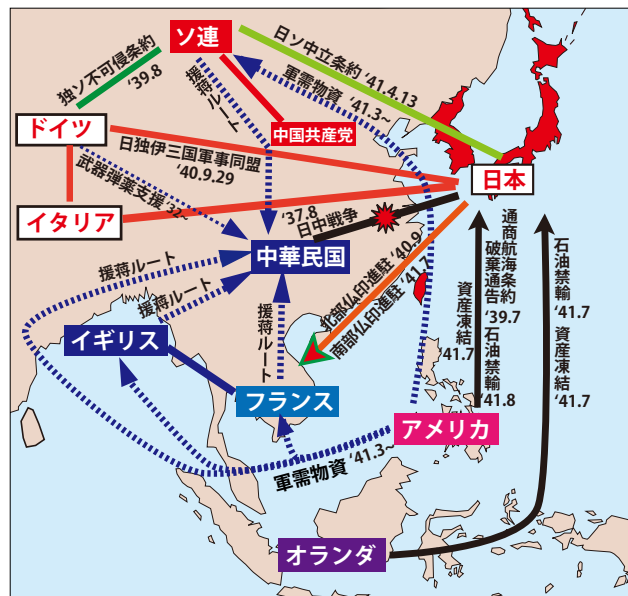 ソ連
日ソ中立条約 '41.4.13
独ソ不可侵条約
'39.8
援蒋ルート
軍需物資 '41.3~
中国共産党
ドイツ
日独伊三国軍事同盟
'40.9.29
日本
武器弾薬支援 '32~
イタリア
'37.8
日中戦争
中華民国
援蒋ルート
援蒋ルート
援蒋ルート
北部仏印進駐 '40.9
南部仏印進駐 '41.7
通商航海条約
破棄通告 '39.7
石油禁輸 '41.8
資産凍結 '41.7
石油禁輸 '41.7
資産凍結 '41.7
イギリス
フランス
アメリカ
軍需物資 '41.3~
オランダ